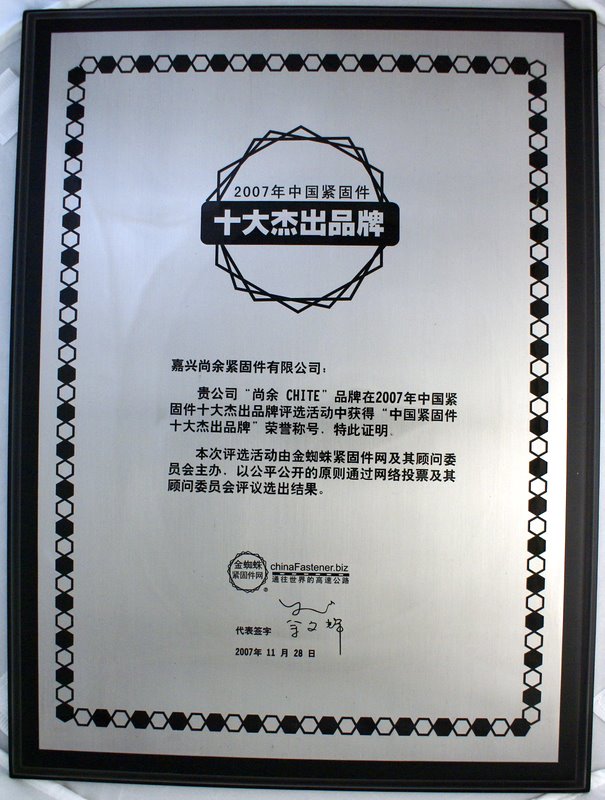 2007年中国紧固件
十大杰出品牌
嘉兴尚余紧固件有限公司：
贵公司“尚余 CHITE”品牌在2007年中国紧
固件十大杰出品牌评选活动中获得“中国紧固件
十大杰出品牌”荣誉称号，特此证明．
本次评选活动由金蜘蛛紧固件网及其顾问委
员会主办，以公平公开的原则通过网络投票及其
顾问委员会评议选出结果。
金蜘蛛
紧固件网
®
chinaFastener.biz
通往世界的高速公路
代表签字
2007年 11 月 28 日